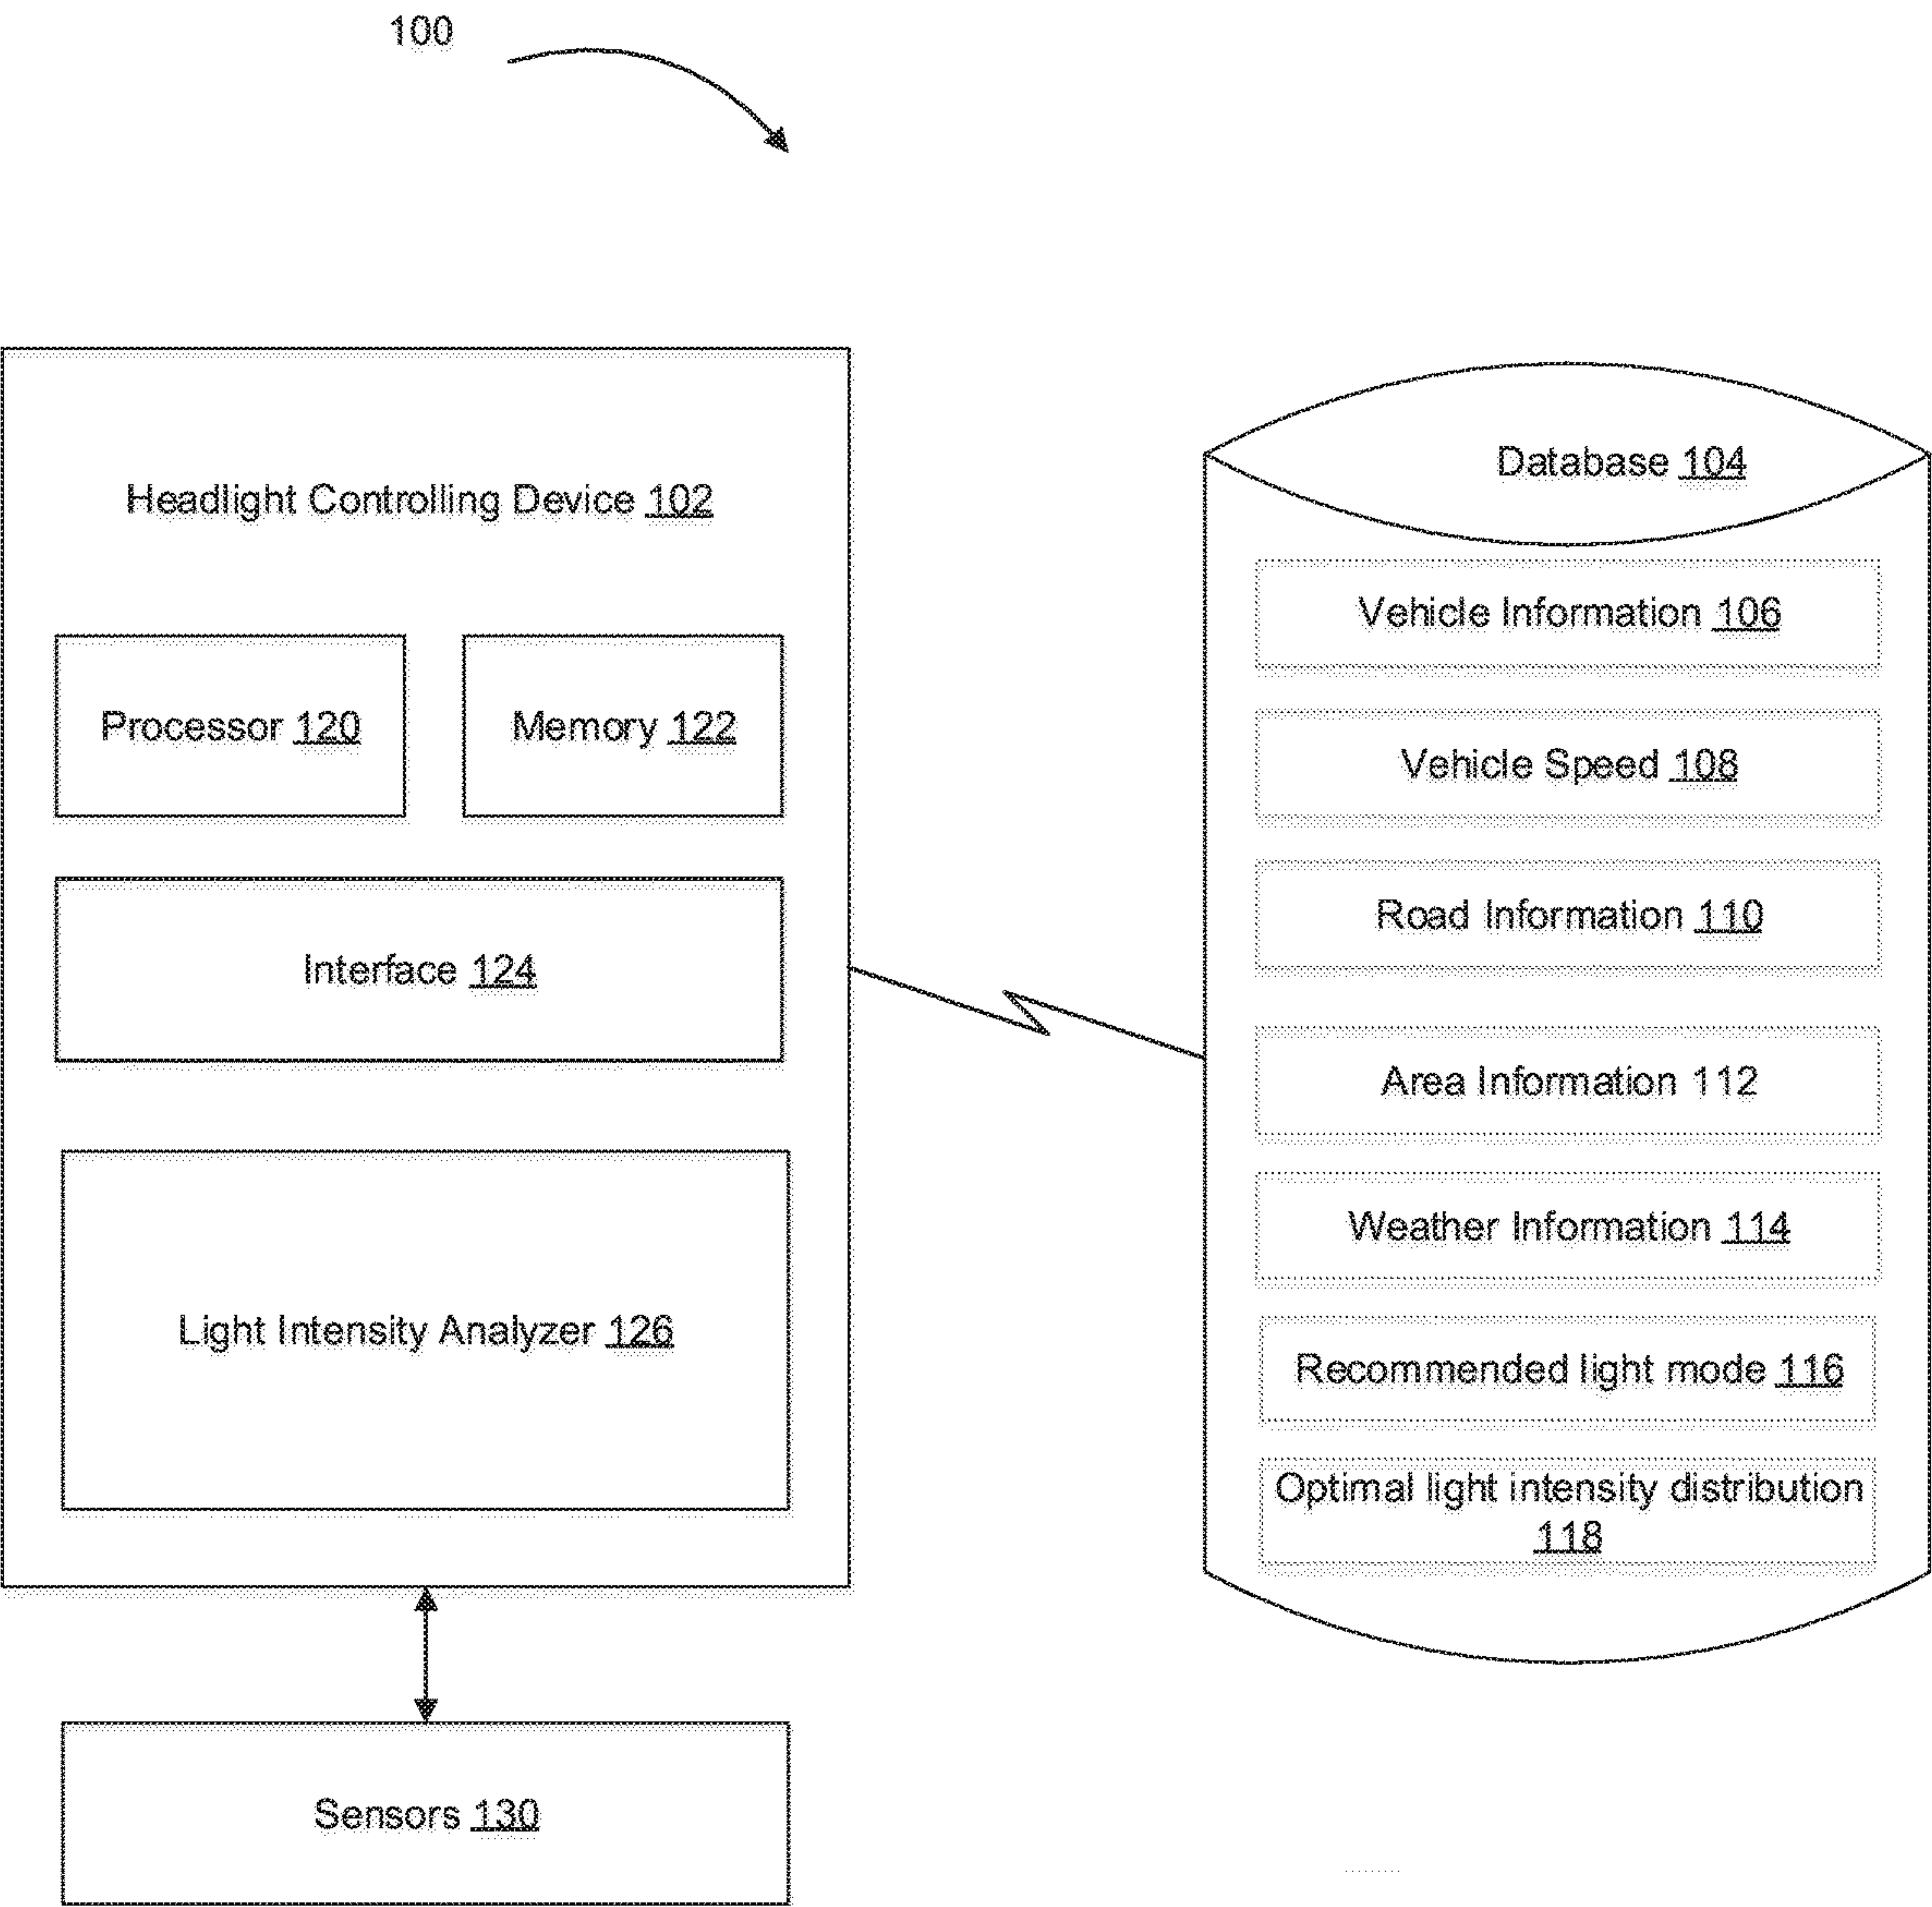 100
Headlight Controlling Device 102
Processor 120
Memory 122
Interface 124
Light Intensity Analyzer 126
Sensors 130
Database 104
Vehicle Information 106
Vehicle Speed 108
Road Information 110
Area Information 112
Weather Information 114
Recommended light mode 116
Optimal light intensity distribution
118